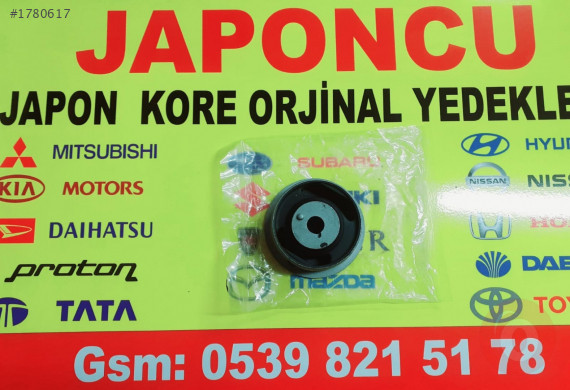 #1780617
JAPONCU
JAPON KORE ORJİNAL YEDEKLE
MITSUBISHI
SUBARU
HYU
KIA MOTORS
NISSAN NISS
DAIHATSU
R
HO
proton
mazda
DAE
TATA
TOY
Gsm: 0539 821 51 78